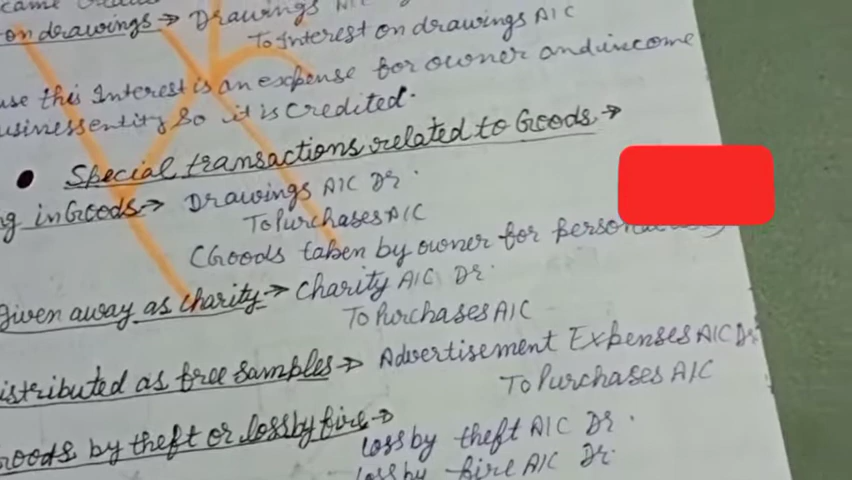 on drawings → Drawings
To Interest on drawings A/C
use this Interest is an expense for owner and income
usiness entity so it is credited.
• Special transactions related to Goods →
g in Goods → Drawings A/C Dr.
To Purchases A/C
(Goods taken by owner for person
Given away as charity → Charity A/C Dr.
To Purchases A/C
istributed as free samples → Advertisement Expenses A/C Dr
To Purchases A/C
Goods by theft or loss by fire →
loss by theft A/C Dr.
loss by fire A/C Dr.